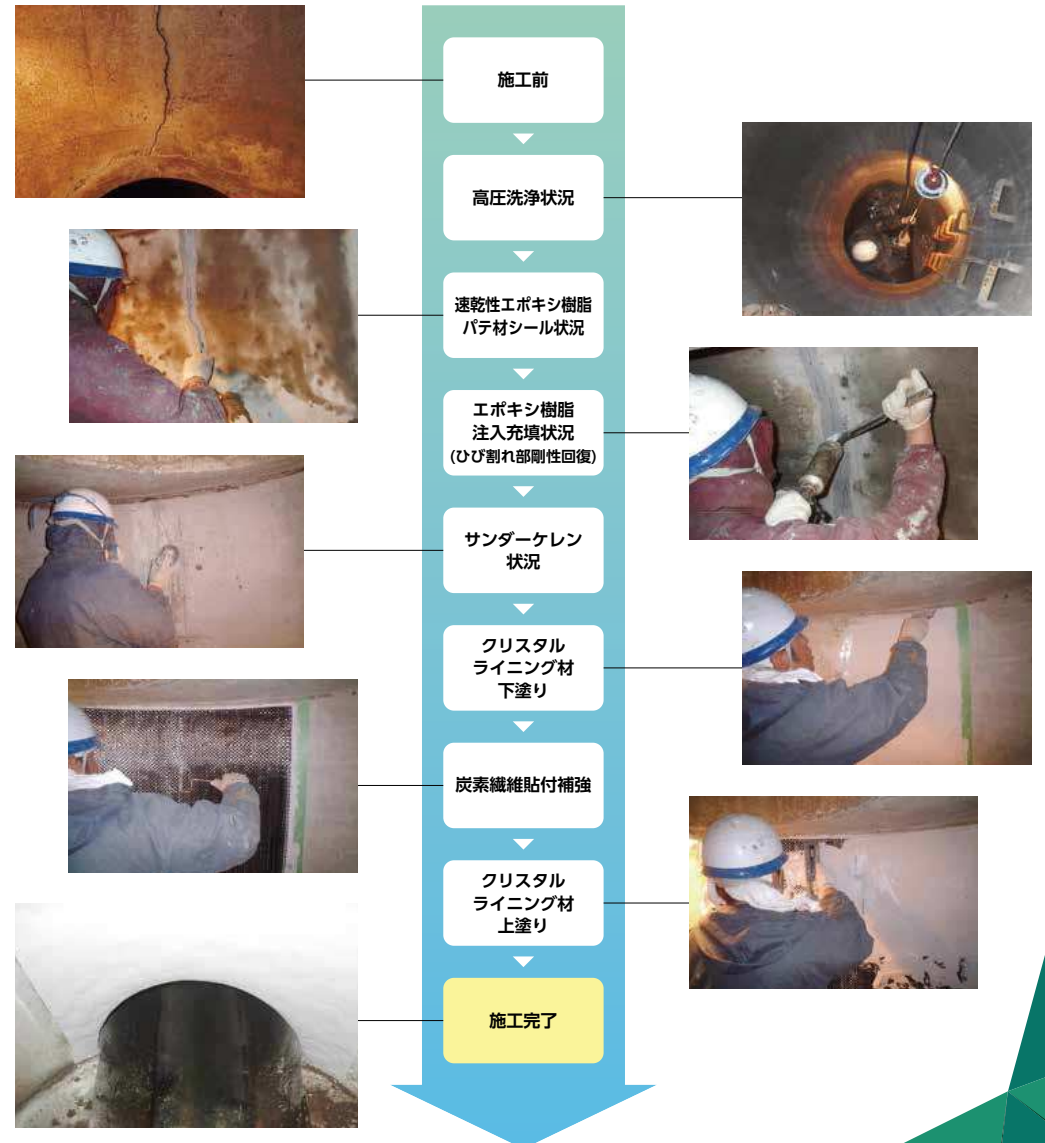 施工前
高圧洗浄状況
速乾性エポキシ樹脂
パテ材シール状況
エポキシ樹脂
注入充填状況
(ひび割れ部剛性回復)
サンダーケレン
状況
クリスタル
ライニング材
下塗り
炭素繊維貼付補強
クリスタル
ライニング材
上塗り
施工完了